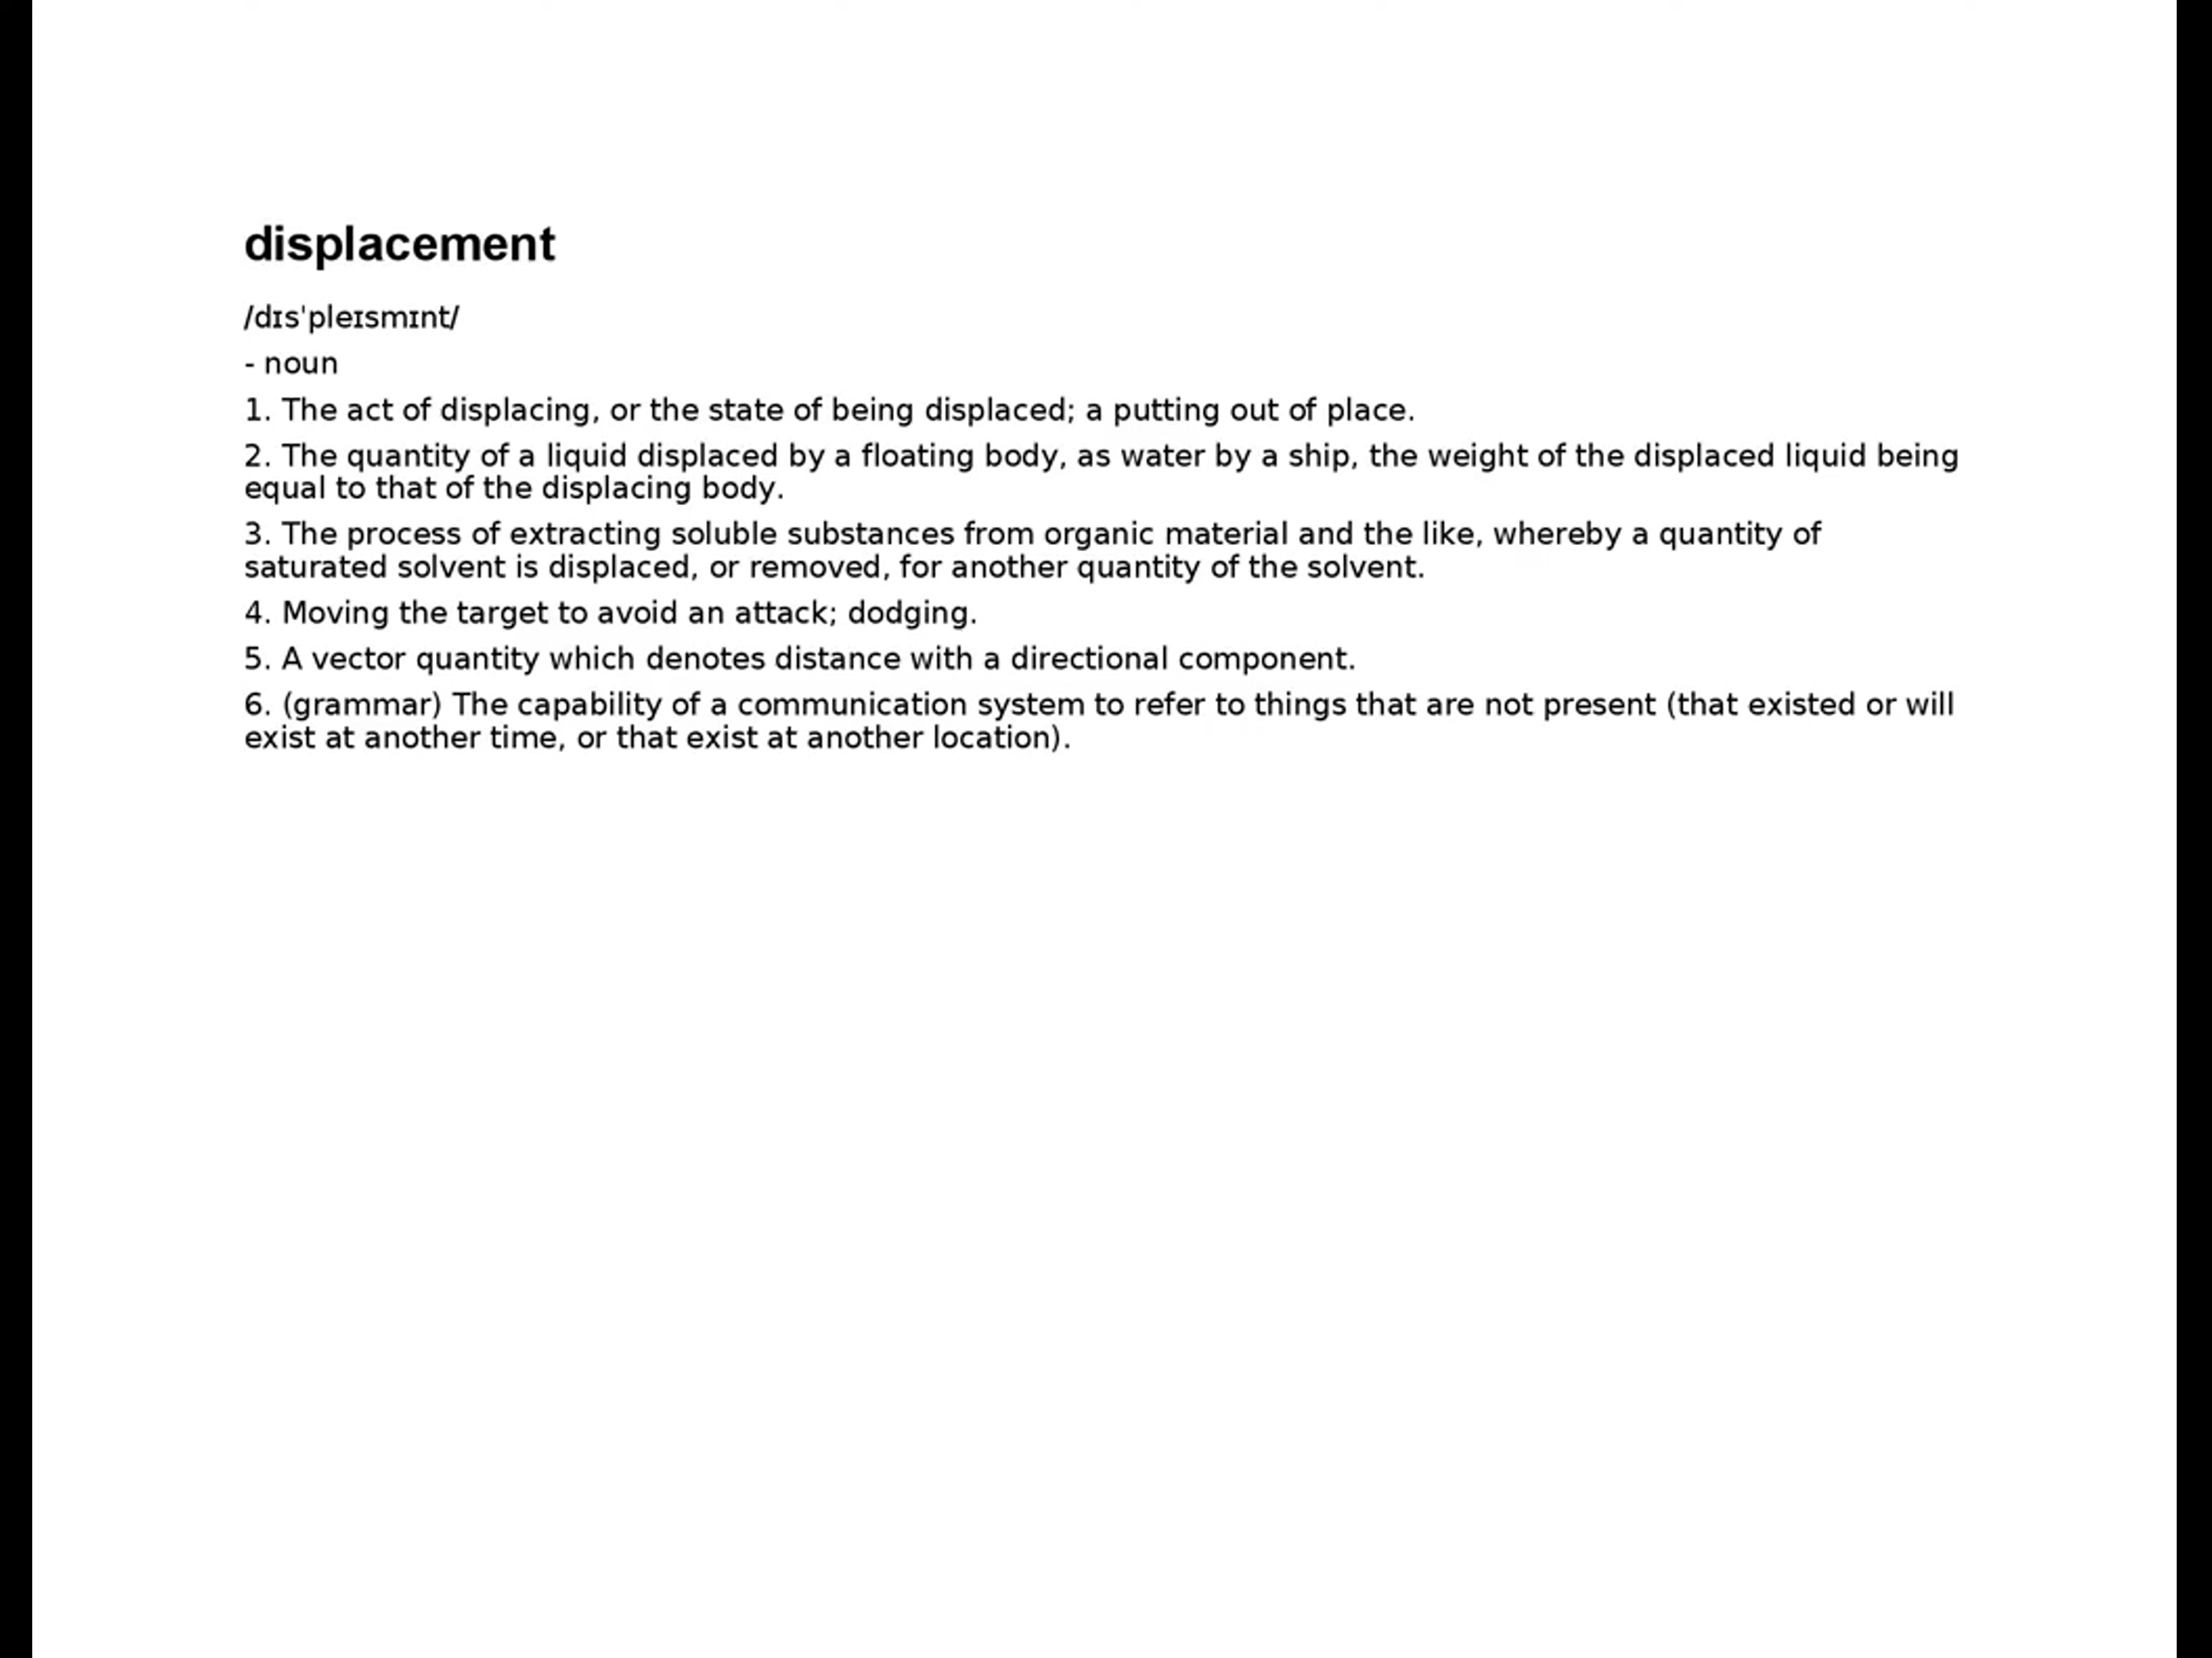 displacement
/dɪsˈpleɪsmɪnt/
- noun
1. The act of displacing, or the state of being displaced; a putting out of place.
2. The quantity of a liquid displaced by a floating body, as water by a ship, the weight of the displaced liquid being
equal to that of the displacing body.
3. The process of extracting soluble substances from organic material and the like, whereby a quantity of
saturated solvent is displaced, or removed, for another quantity of the solvent.
4. Moving the target to avoid an attack; dodging.
5. A vector quantity which denotes distance with a directional component.
6. (grammar) The capability of a communication system to refer to things that are not present (that existed or will
exist at another time, or that exist at another location).